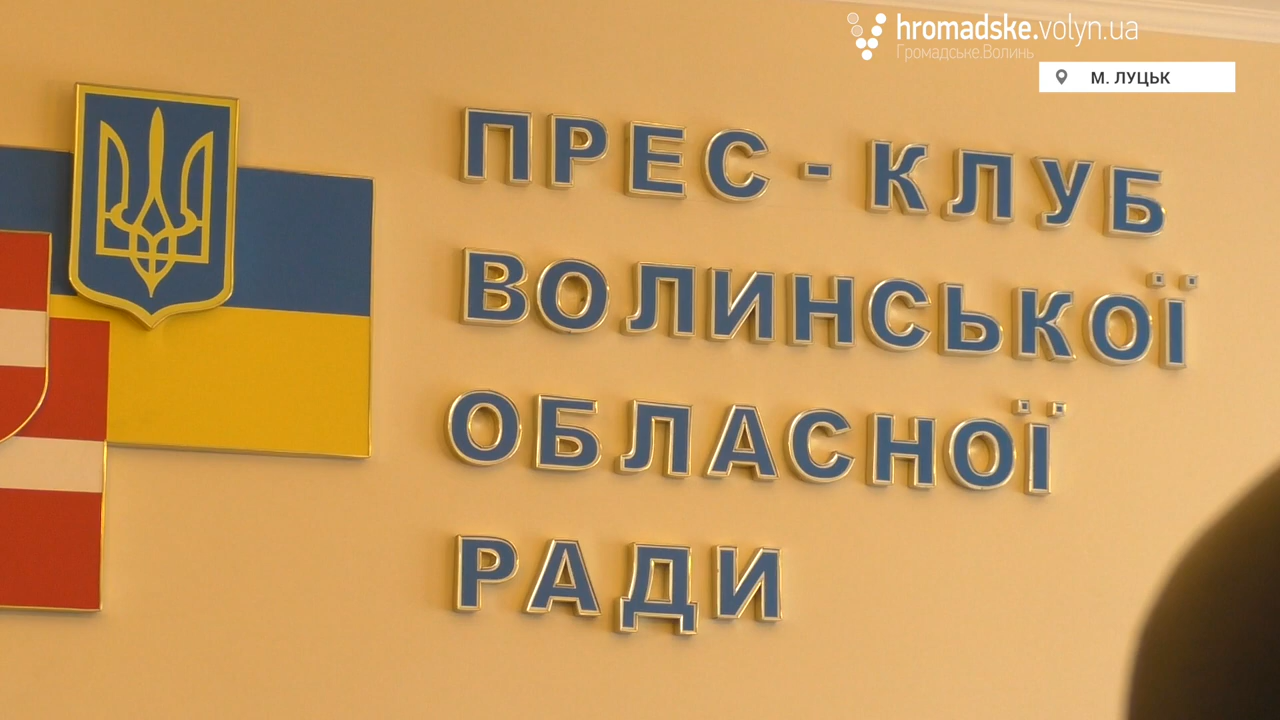 hromadske.volyn.ua
Громадське.Волинь
М. ЛУЦЬК
ПРЕС - КЛУБ
ВОЛИНСЬКОЇ
ОБЛАСНОЇ
РАДИ